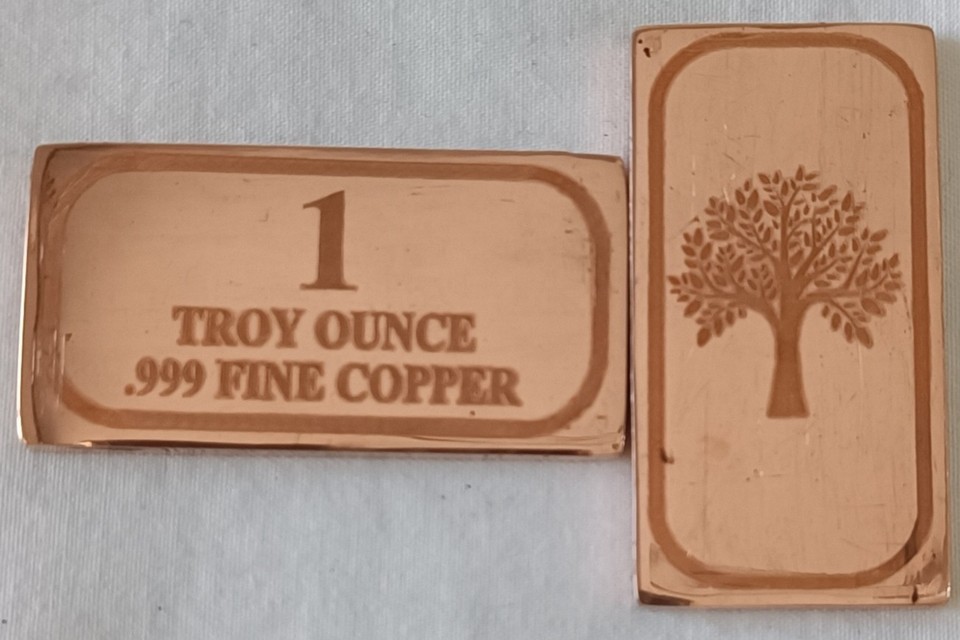 1
TROY OUNCE
.999 FINE COPPER